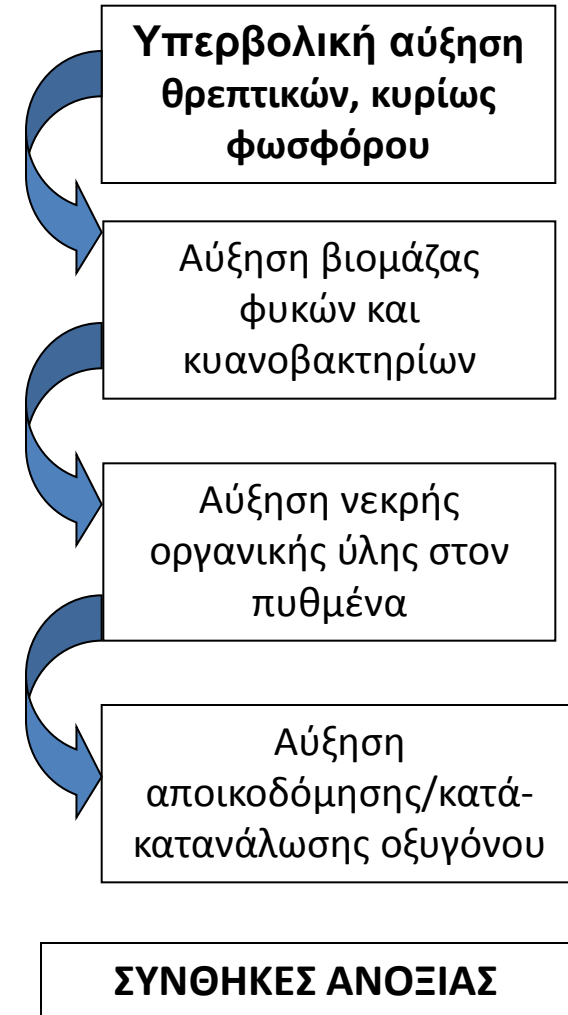 Υπερβολική αύξηση
θρεπτικών, κυρίως
φωσφόρου
Αύξηση βιομάζας
φυκών και
κυανοβακτηρίων
Αύξηση νεκρής
οργανικής ύλης στον
πυθμένα
Αύξηση
αποικοδόμησης/κατά-
κατανάλωσης οξυγόνου
ΣΥΝΘΗΚΕΣ ΑΝΟΞΙΑΣ